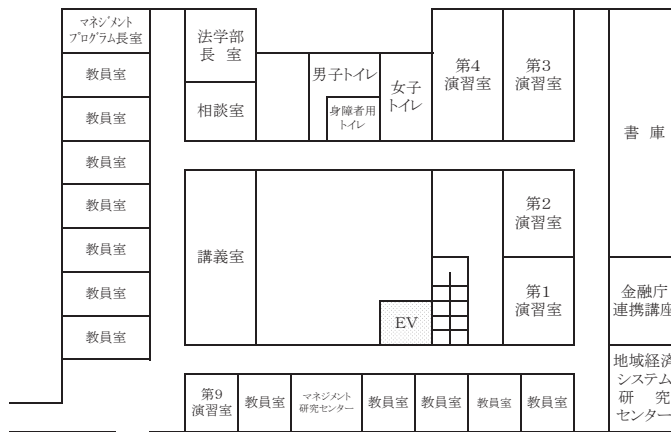 マネジメント
プログラム長室
教員室
教員室
教員室
教員室
教員室
教員室
教員室
法学部
長 室
相談室
男子トイレ
身障者用
トイレ
女子
トイレ
第4
演習室
第3
演習室
書 庫
講義室
EV
第2
演習室
第1
演習室
金融庁
連携講座
地域経済
システム
研 究
センター
第9
演習室
教員室
マネジメント
研究センター
教員室
教員室
教員室
教員室